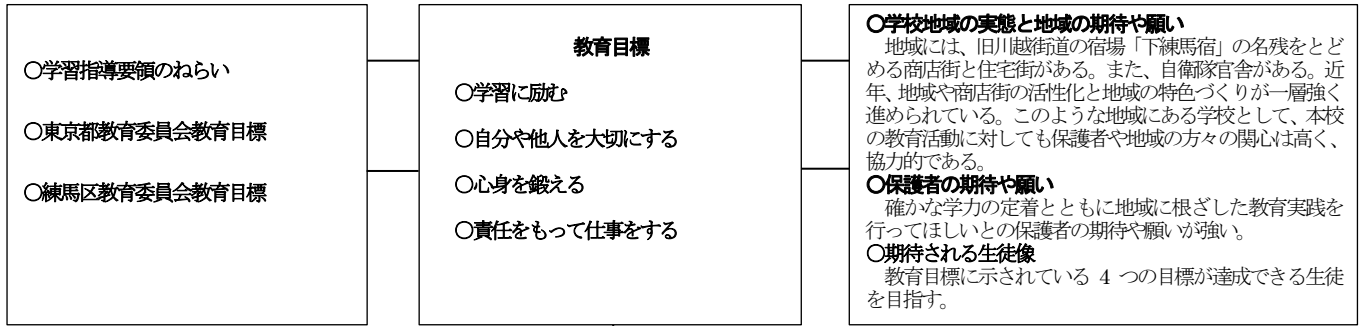 ○学習指導要領のねらい
○東京都教育委員会教育目標
○練馬区教育委員会教育目標
教育目標
○学習に励む
○自分や他人を大切にする
○心身を鍛える
○責任をもって仕事をする
○学校地域の実態と地域の期待や願い
地域には、旧川越街道の宿場「下練馬宿」の名残をとど
める商店街と住宅街がある。また、自衛隊官舎がある。近
年、地域や商店街の活性化と地域の特色づくりが一層強く
進められている。このような地域にある学校として、本校
の教育活動に対しても保護者や地域の方々の関心は高く、
協力的である。
○保護者の期待や願い
確かな学力の定着とともに地域に根ざした教育実践を
行ってほしいとの保護者の期待や願いが強い。
○期待される生徒像
教育目標に示されている 4 つの目標が達成できる生徒
を目指す。